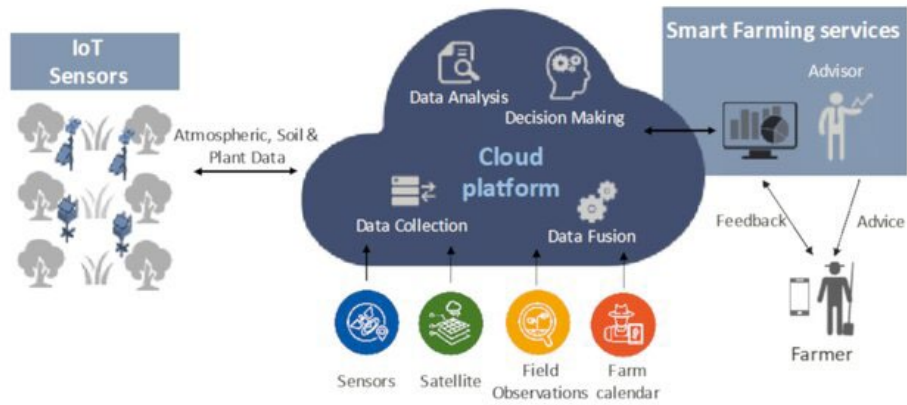 IoT
Sensors
Atmospheric, Soil &
Plant Data
Data Analysis
Decision Making
Cloud
platform
Data Collection
Data Fusion
Smart Farming services
Advisor
Feedback
Advice
Farmer
Sensors
Satellite
Field
Observations
Farm
calendar